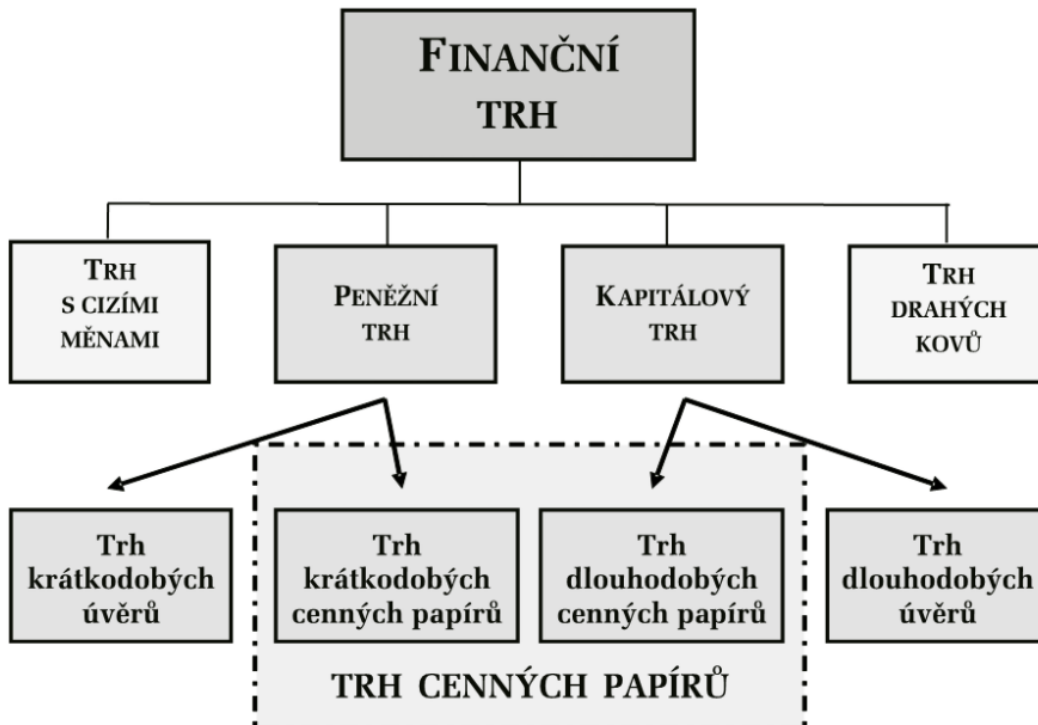 FINANČNÍ
TRH
TRH
S CIZÍMI
MĚNAMI
PENĚŽNÍ
TRH
KAPITÁLOVÝ
TRH
TRH
DRAHÝCH
KOVŮ
Trh
krátkodobých
úvěrů
Trh
krátkodobých
cenných papírů
Trh
dlouhodobých
cenných papírů
Trh
dlouhodobých
úvěrů
TRH CENNÝCH PAPÍRŮ